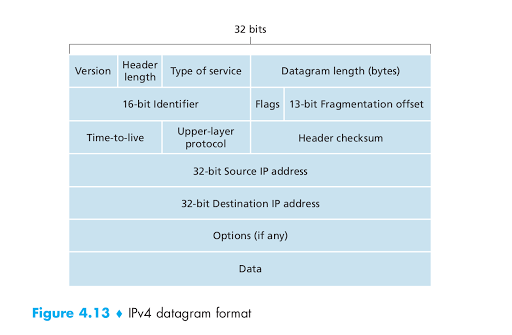 32 bits
Version Header length Type of service Datagram length (bytes)
16-bit Identifier Flags 13-bit Fragmentation offset
Time-to-live Upper-layer protocol Header checksum
32-bit Source IP address
32-bit Destination IP address
Options (if any)
Data
Figure 4.13 ♦ IPv4 datagram format